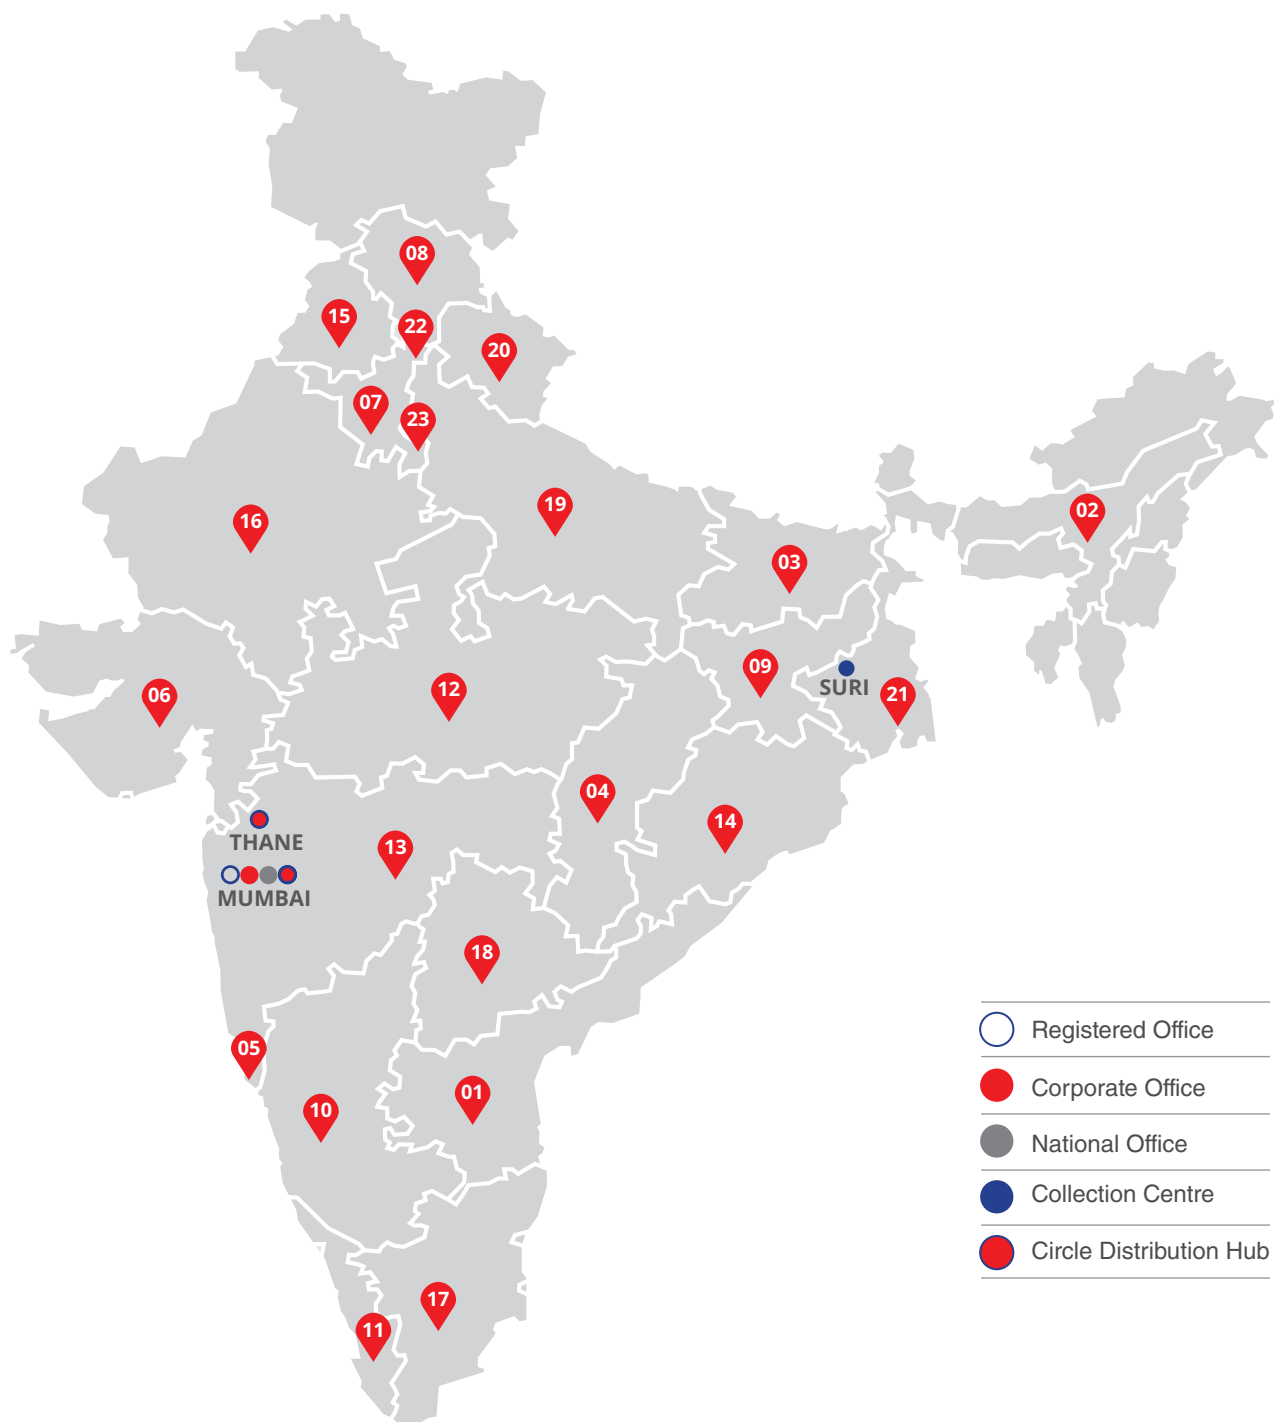 08
15
22
20
07
23
16
19
02
03
09
SURI
21
06
12
04
14
THANE
13
MUMBAI
18
05
01
10
17
11
Registered Office
Corporate Office
National Office
Collection Centre
Circle Distribution Hub